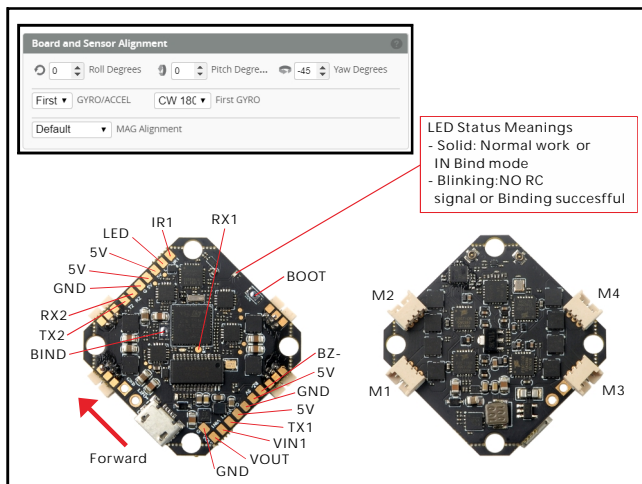 Board and Sensor Alignment
0 Roll Degrees 0 Pitch Degre... -45 Yaw Degrees
First GYRO/ACCEL CW 180 First GYRO
Default MAG Alignment
LED Status Meanings
- Solid: Normal work or
IN Bind mode
- Blinking:NO RC
signal or Binding succesfful
LED
IR1
RX1
5V
5V
GND
RX2
TX2
BIND
BOOT
BZ-
5V
GND
5V
TX1
VIN1
VOUT
GND
Forward
M2
M4
M1
M3